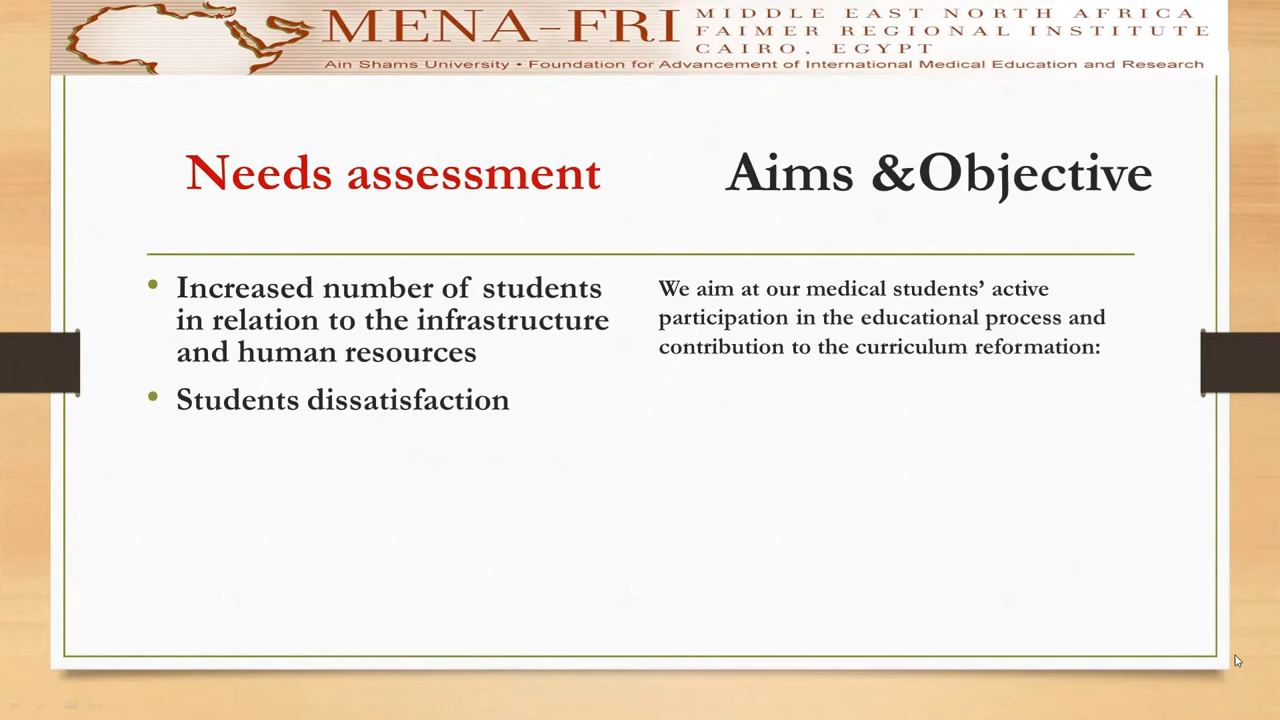 MENA-FRI
MIDDLE EAST NORTH AFRICA
FAIMER REGIONAL INSTITUTE
CAIRO, EGYPT
Ain Shams University • Foundation for Advancement of International Medical Education and Research
Needs assessment
• Increased number of students
in relation to the infrastructure
and human resources
• Students dissatisfaction
Aims &Objective
We aim at our medical students’ active
participation in the educational process and
contribution to the curriculum reformation: